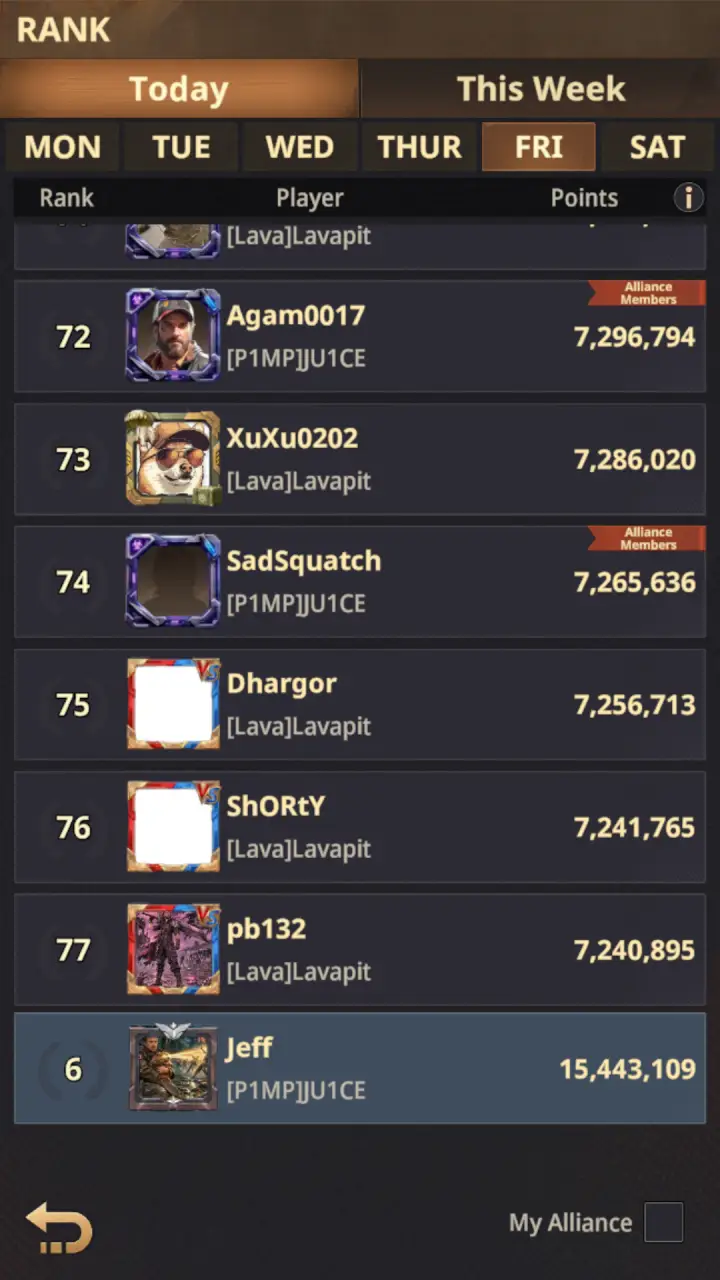 RANK
Today This Week
MON TUE WED THUR FRI SAT
Rank Player Points i
[Lava]Lavapit
Alliance
Members
72 Agam0017 7,296,794
[P1MP]JU1CE
73 XuXu0202 7,286,020
[Lava]Lavapit
Alliance
Members
74 SadSquatch 7,265,636
[P1MP]JU1CE
75 Dhargor 7,256,713
[Lava]Lavapit
76 ShORtY 7,241,765
[Lava]Lavapit
77 pb132 7,240,895
[Lava]Lavapit
6 Jeff 15,443,109
[P1MP]JU1CE
My Alliance